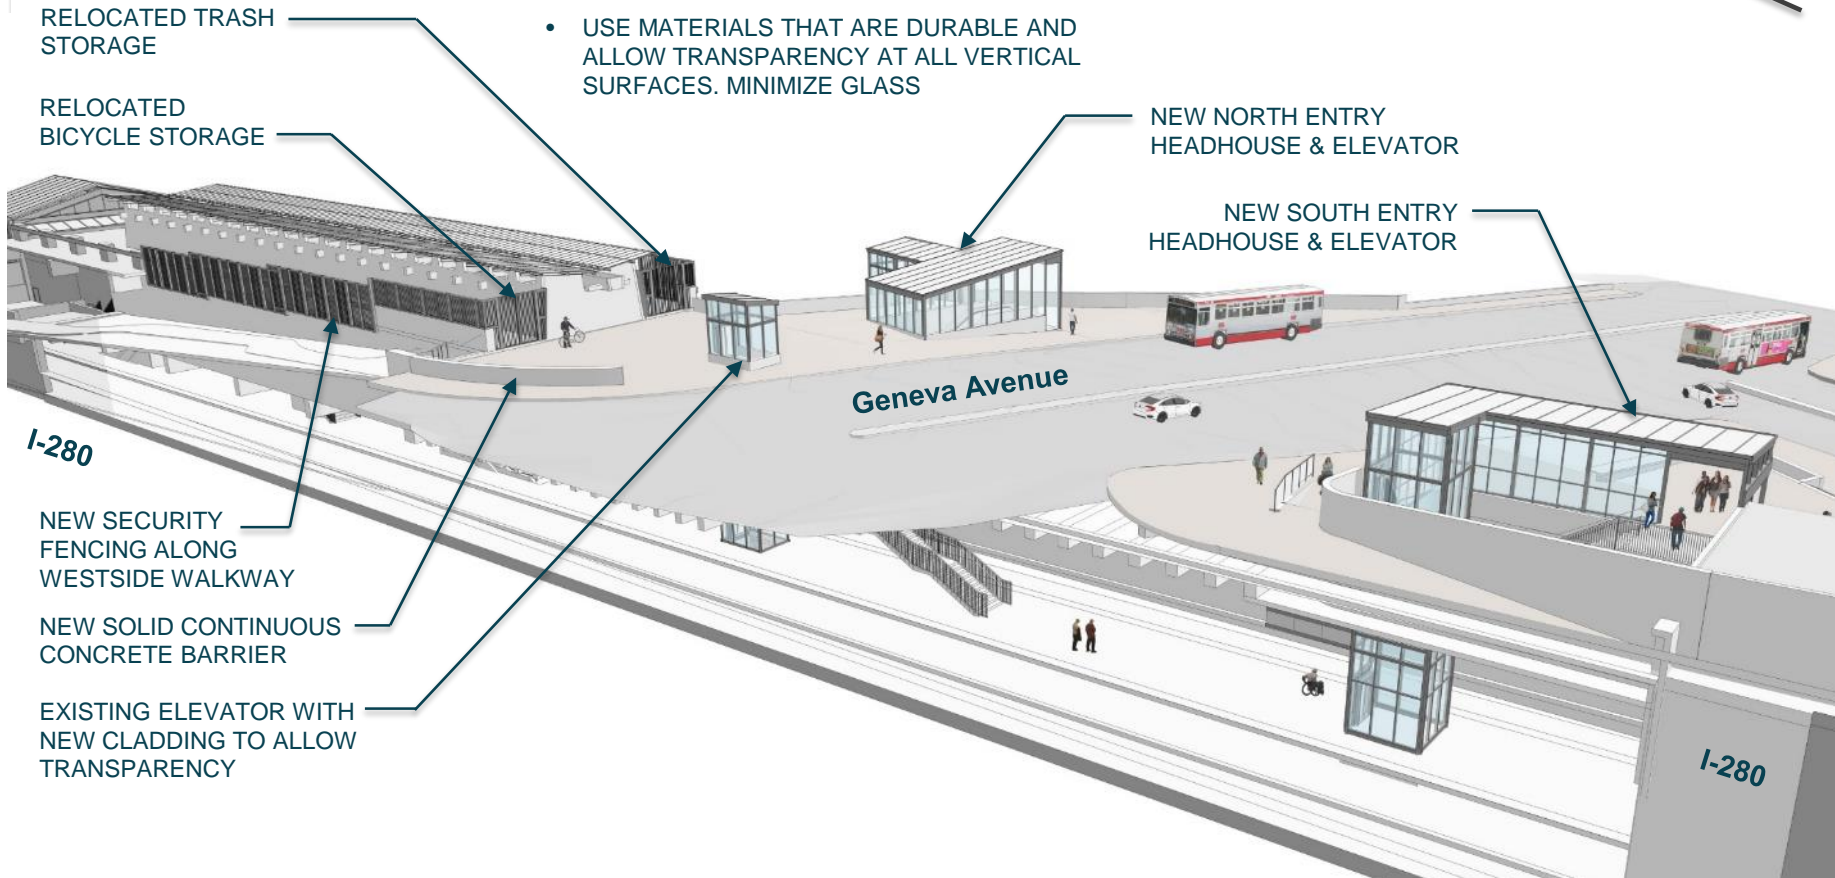 RELOCATED TRASH
STORAGE
• USE MATERIALS THAT ARE DURABLE AND
ALLOW TRANSPARENCY AT ALL VERTICAL
SURFACES. MINIMIZE GLASS
RELOCATED
BICYCLE STORAGE
NEW NORTH ENTRY
HEADHOUSE & ELEVATOR
NEW SOUTH ENTRY
HEADHOUSE & ELEVATOR
Geneva Avenue
I-280
NEW SECURITY
FENCING ALONG
WESTSIDE WALKWAY
NEW SOLID CONTINUOUS
CONCRETE BARRIER
EXISTING ELEVATOR WITH
NEW CLADDING TO ALLOW
TRANSPARENCY
I-280